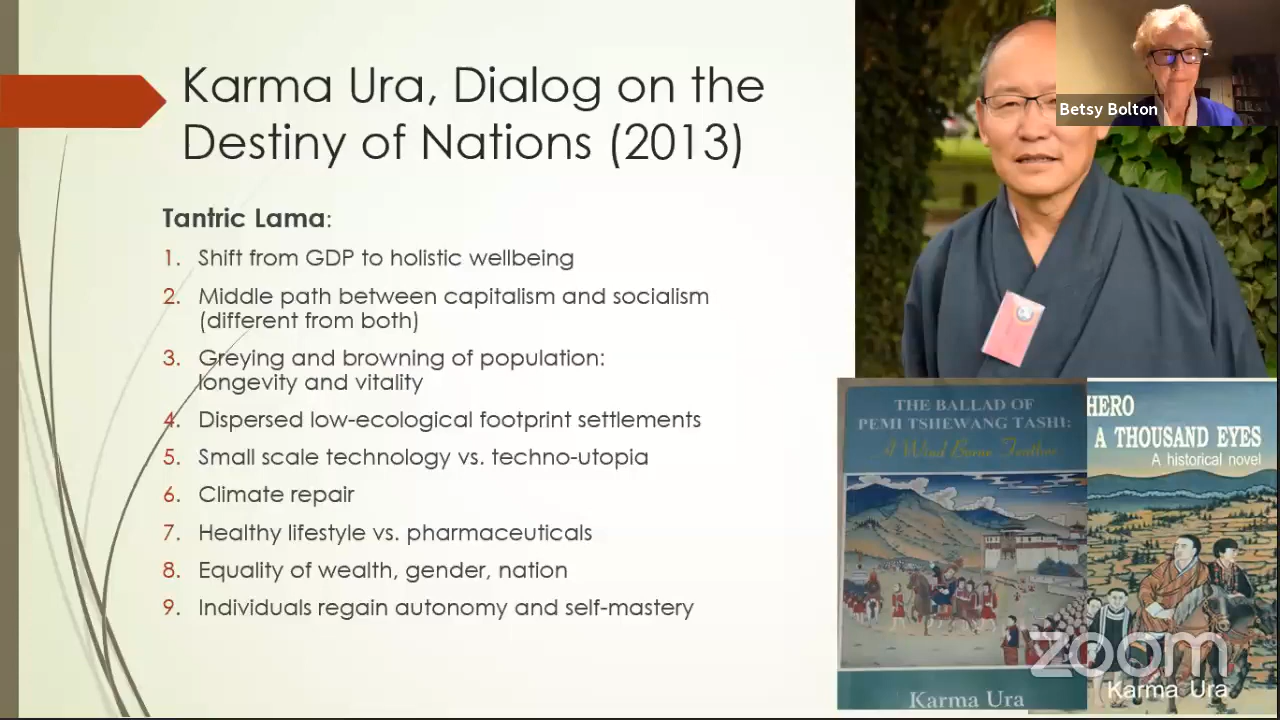 Karma Ura, Dialog on the
Destiny of Nations (2013)
Tantric Lama:
1. Shift from GDP to holistic wellbeing
2. Middle path between capitalism and socialism
(different from both)
3. Greying and browning of population:
longevity and vitality
4. Dispersed low-ecological footprint settlements
5. Small scale technology vs. techno-utopia
6. Climate repair
7. Healthy lifestyle vs. pharmaceuticals
8. Equality of wealth, gender, nation
9. Individuals regain autonomy and self-mastery
Betsy Bolton
THE BALLAD OF
PEMI TSHEWANG TASHI:
A Wind Borne Feather
Karma Ura
HERO
A THOUSAND EYES
A historical novel
Karma Ura
zoom